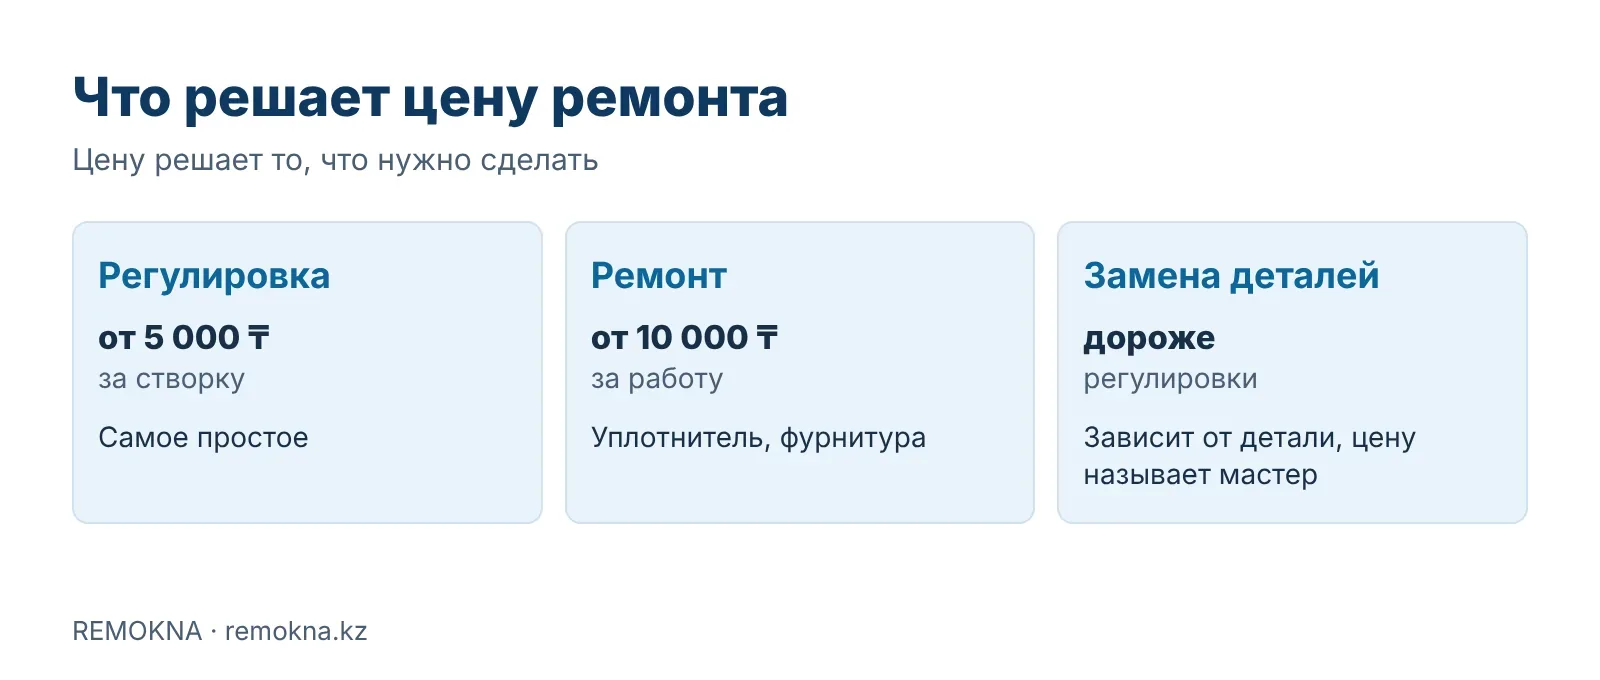 Что решает цену ремонта
Цену решает то, что нужно сделать
Регулировка
от 5 000 ₸
за створку
Самое простое
Ремонт
от 10 000 ₸
за работу
Уплотнитель, фурнитура
Замена деталей
дороже
регулировки
Зависит от детали, цену
называет мастер
REMOKNA · remokna.kz